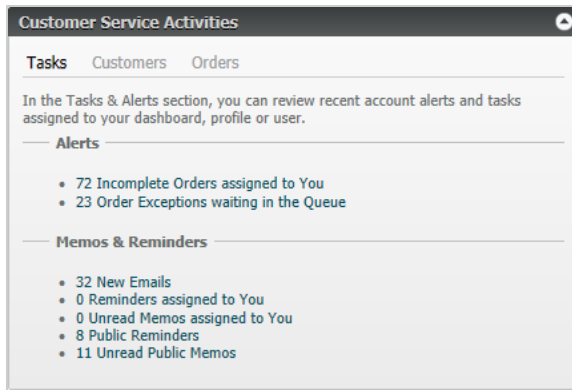 Customer Service Activities
Tasks Customers Orders
In the Tasks & Alerts section, you can review recent account alerts and tasks
assigned to your dashboard, profile or user.
Alerts
72 Incomplete Orders assigned to You
23 Order Exceptions waiting in the Queue
Memos & Reminders
32 New Emails
0 Reminders assigned to You
0 Unread Memos assigned to You
8 Public Reminders
11 Unread Public Memos